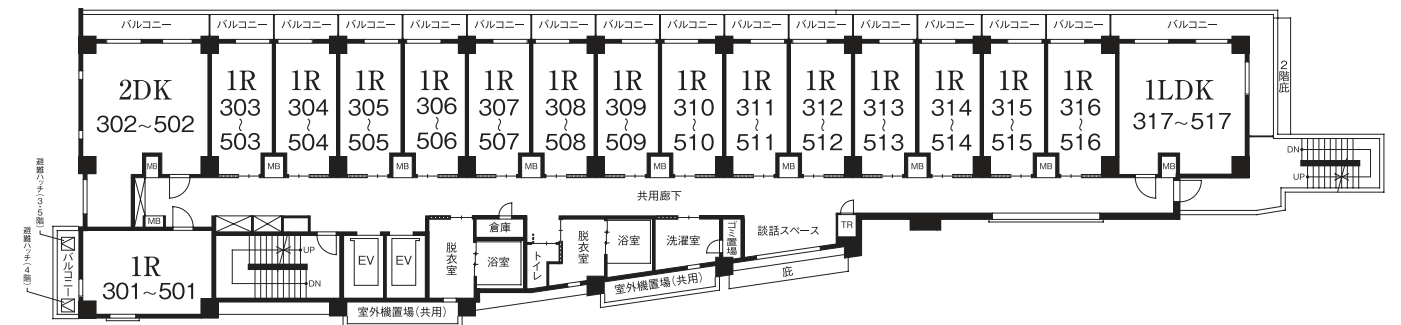 バルコニー バルコニー バルコニー バルコニー バルコニー バルコニー バルコニー バルコニー バルコニー バルコニー バルコニー バルコニー バルコニー バルコニー バルコニー バルコニー
2階庇
2DK
302～502
1R
303
～
503
1R
304
～
504
1R
305
～
505
1R
306
～
506
1R
307
～
507
1R
308
～
508
1R
309
～
509
1R
310
～
510
1R
311
～
511
1R
312
～
512
1R
313
～
513
1R
314
～
514
1R
315
～
515
1R
316
～
516
1LDK
317～517
MB MB MB MB MB MB MB MB MB
DN
UP
避難ハッチ(3・5階)
避難ハッチ(4階)
MB
共用廊下
バルコニー
1R
301～501
UP
DN
EV
EV
脱衣室
倉庫
浴室
トイレ
脱衣室
浴室
洗濯室
ゴミ置場
談話スペース
TR
庇
室外機置場(共用)
室外機置場(共用)